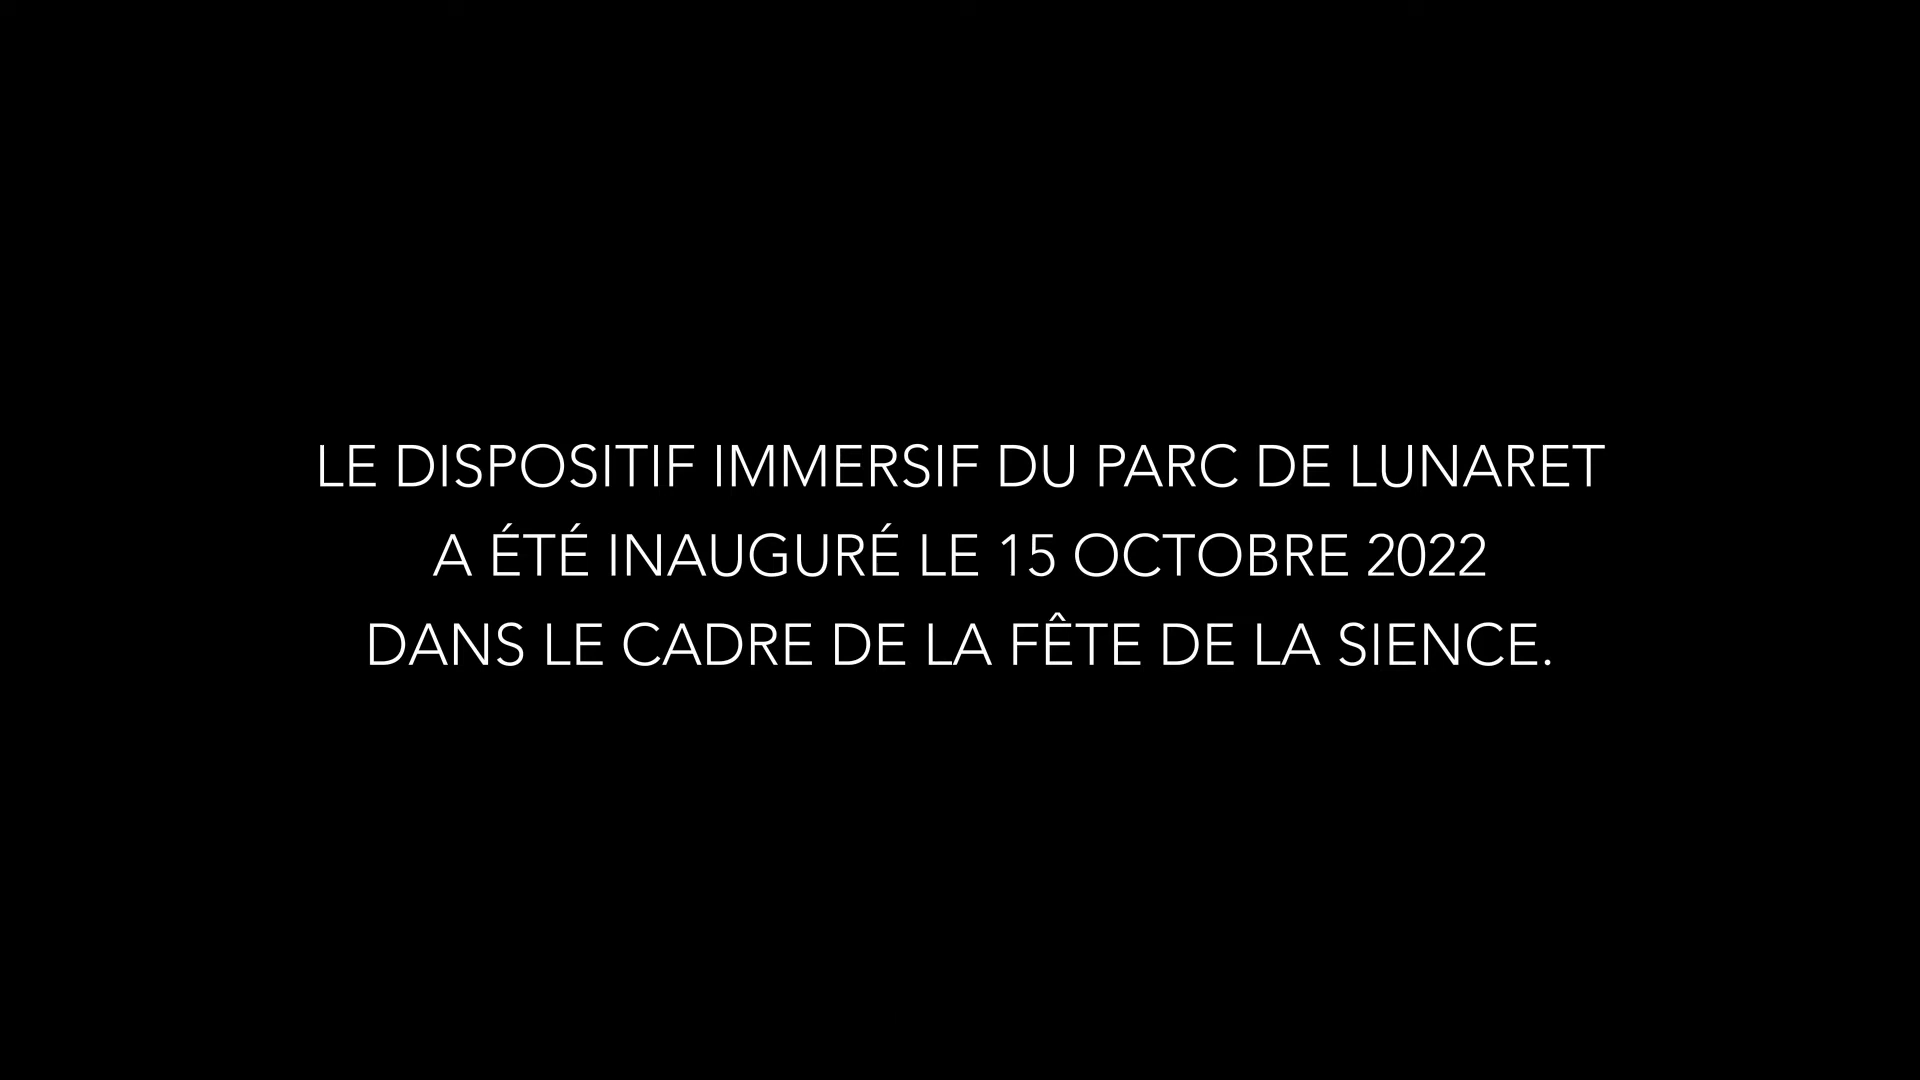 LE DISPOSITIF IMMERSIF DU PARC DE LUNARET
A ÉTÉ INAUGURÉ LE 15 OCTOBRE 2022
DANS LE CADRE DE LA FÊTE DE LA SIENCE.